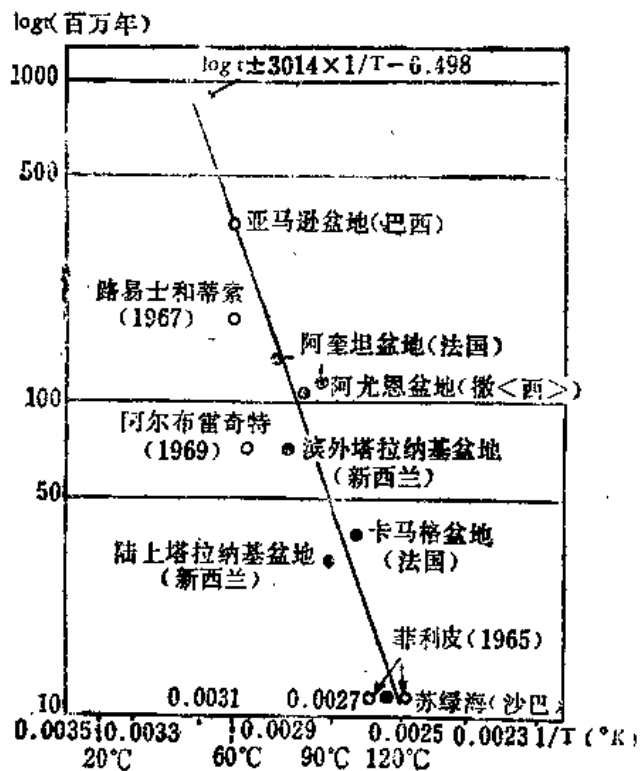 logt(百万年)
1000
logt±3014×1/T-6.498
500
亚马逊盆地(巴西)
路易士和蒂索
(1967)
阿奎坦盆地(法国)
阿尤恩盆地(撒<西>)
100
阿尔布雷奇特
(1969)
滨外塔拉纳基盆地
(新西兰)
50
卡马格盆地
(法国)
陆上塔拉纳基盆地
(新西兰)
菲利皮(1965)
0.0031
0.0027
苏绿海(沙巴)
10
0.0035
0.0033
0.0029
0.0025
0.0023
1/T(°K)
20℃
60℃
90℃
120℃